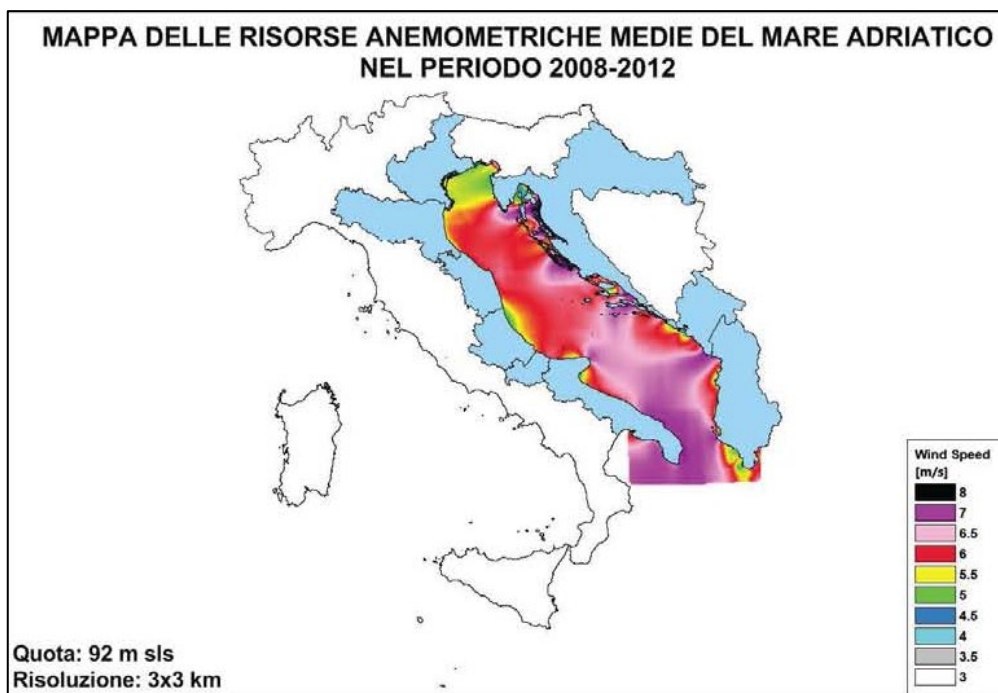 MAPPA DELLE RISORSE ANEMOMETRICHE MEDIE DEL MARE ADRIATICO
NEL PERIODO 2008-2012
Wind Speed
[m/s]
8
7
6.5
6
5.5
5
4.5
4
3.5
3
Quota: 92 m sls
Risoluzione: 3x3 km